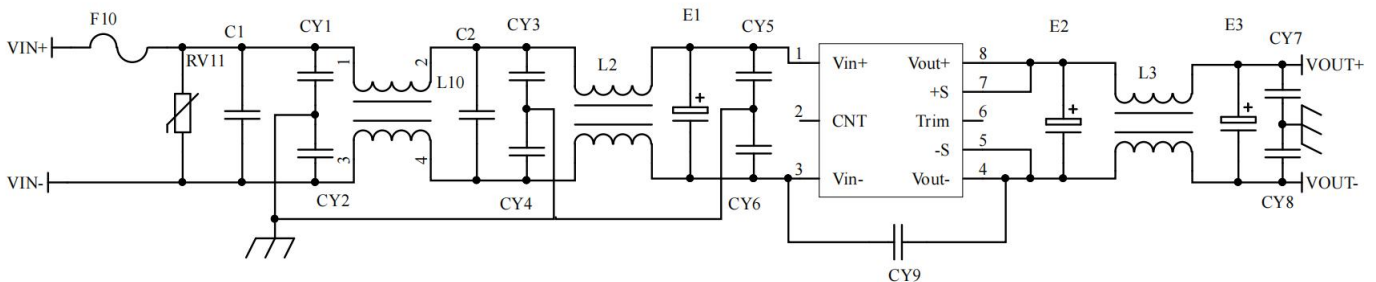 F10
VIN+
RV11
C1
CY1
1
2
L10
C2
CY3
L2
E1
+
CY5
1
Vin+
Vout+
8
+S
7
2
CNT
Trim
6
-S
5
3
Vin-
Vout-
4
E2
+
L3
E3
+
CY7
VOUT+
VIN-
CY2
3
4
CY4
CY6
CY9
CY8
VOUT-